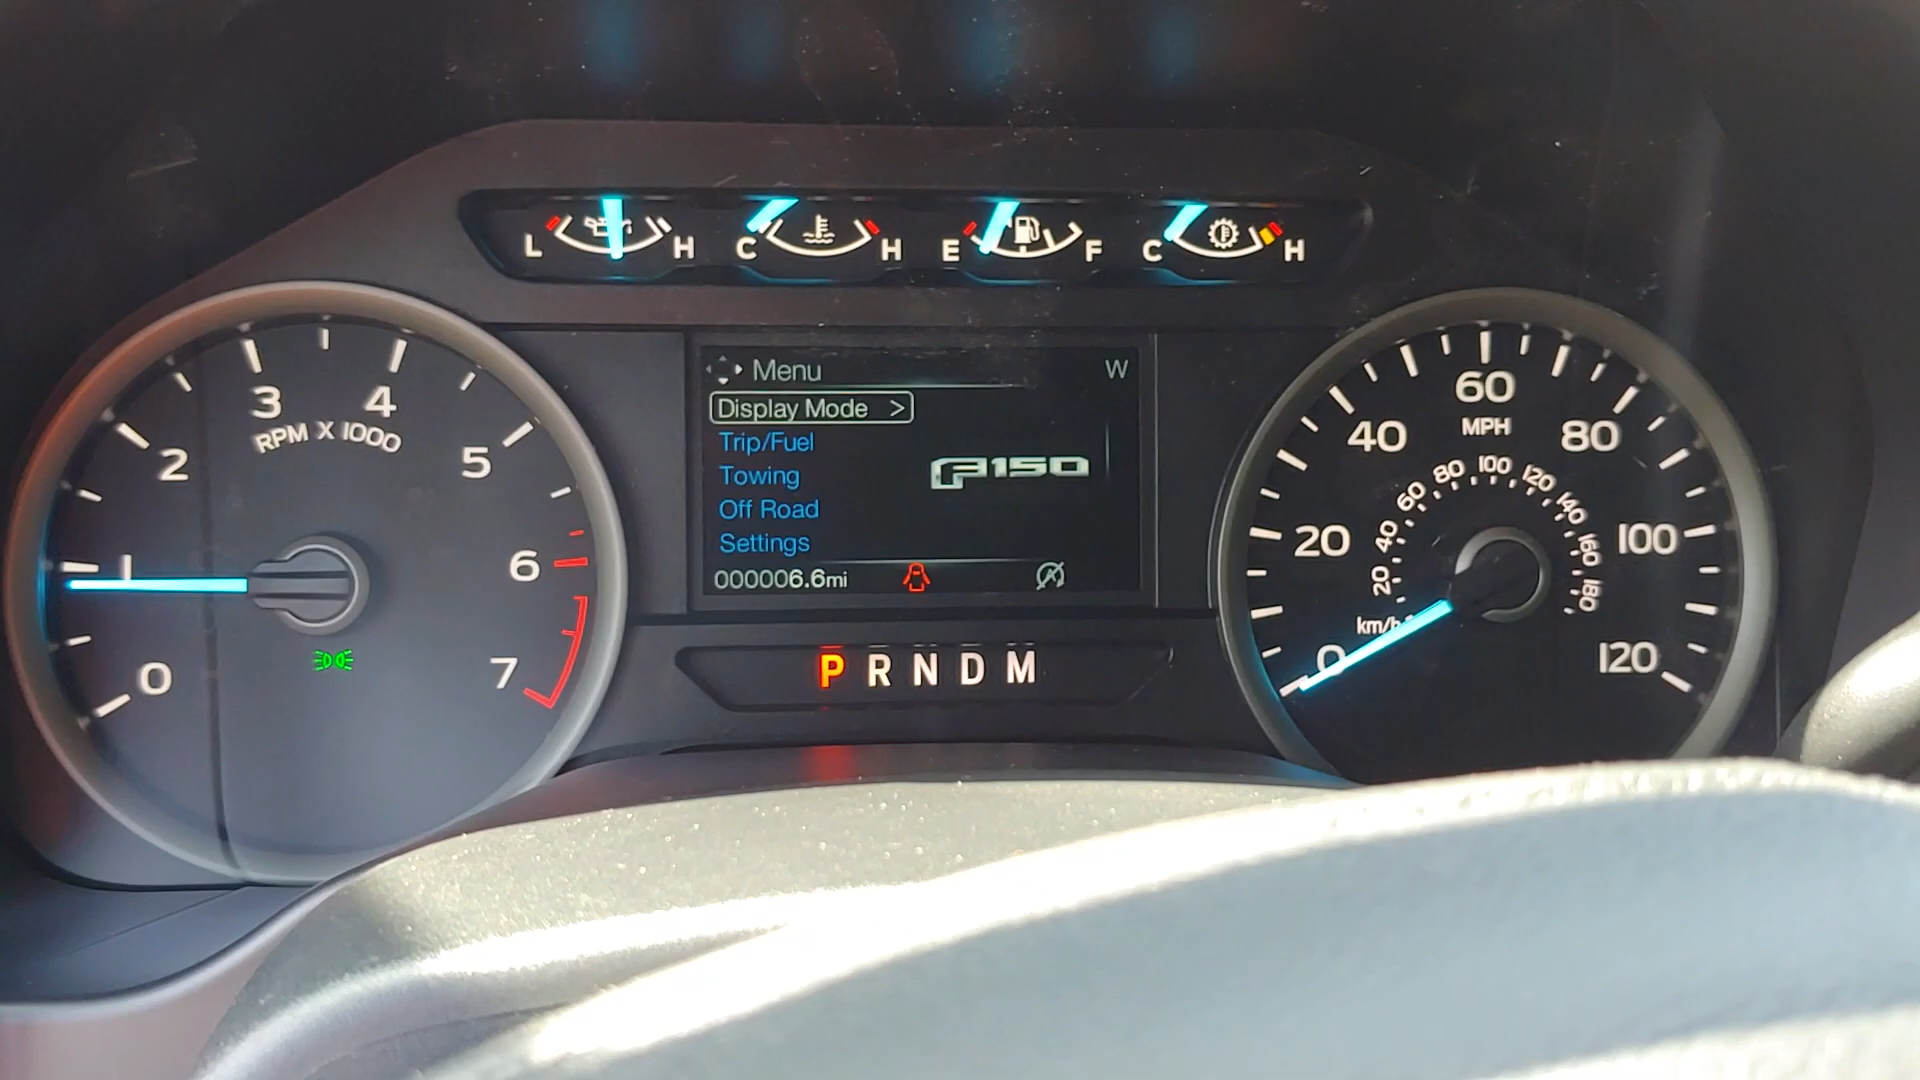 L H C H E F C H
3 4
RPM X 1000
2 5
1 6
0 7
Menu W
Display Mode >
Trip/Fuel
F150
Towing
Off Road
Settings
000006.6mi
P R N D M
60
MPH
40 80
20 100
0 120
20 40 60 80 100 120 140 160 180
km/h